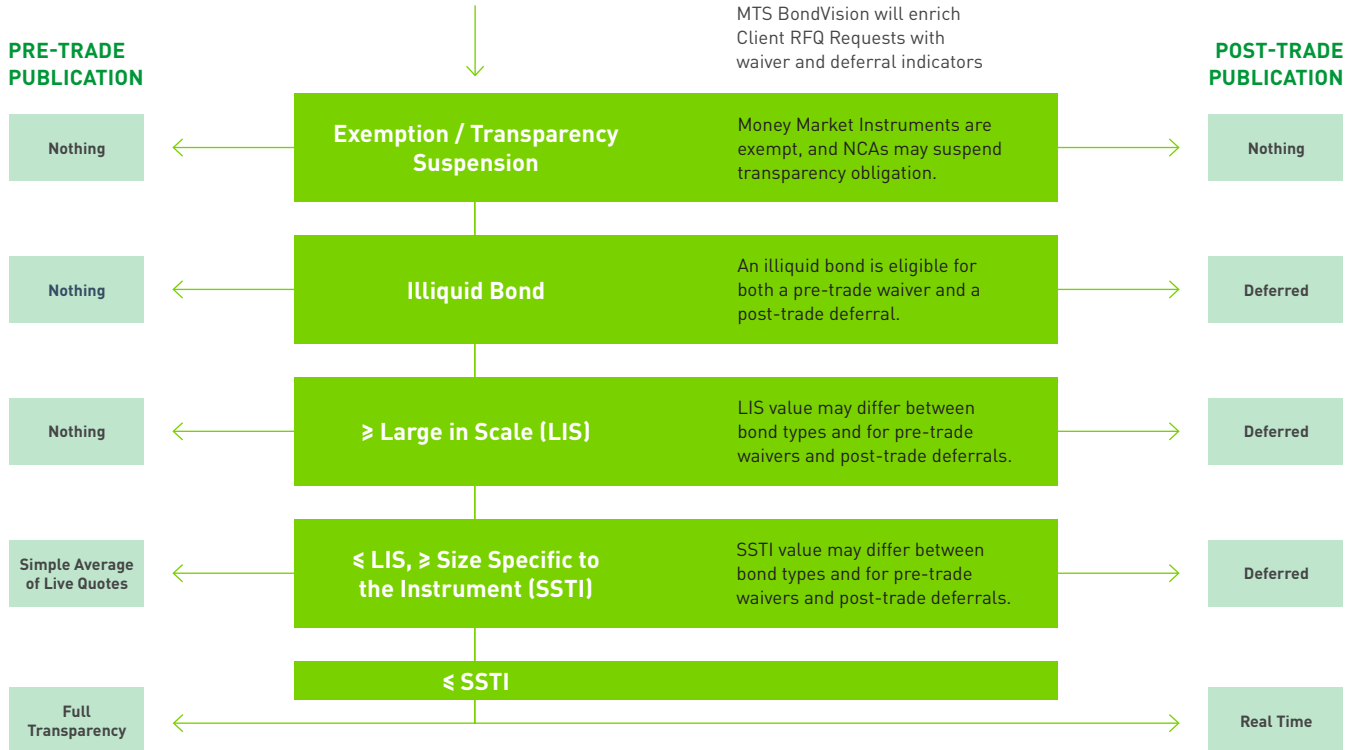 MTS BondVision will enrich
Client RFQ Requests with
waiver and deferral indicators
PRE-TRADE
PUBLICATION
POST-TRADE
PUBLICATION
Nothing
Exemption / Transparency
Suspension
Money Market Instruments are
exempt, and NCAs may suspend
transparency obligation.
Nothing
Nothing
Illiquid Bond
An illiquid bond is eligible for
both a pre-trade waiver and a
post-trade deferral.
Deferred
Nothing
⩾ Large in Scale (LIS)
LIS value may differ between
bond types and for pre-trade
waivers and post-trade deferrals.
Deferred
Simple Average
of Live Quotes
⩽ LIS, ⩾ Size Specific to
the Instrument (SSTI)
SSTI value may differ between
bond types and for pre-trade
waivers and post-trade deferrals.
Deferred
⩽ SSTI
Full
Transparency
Real Time